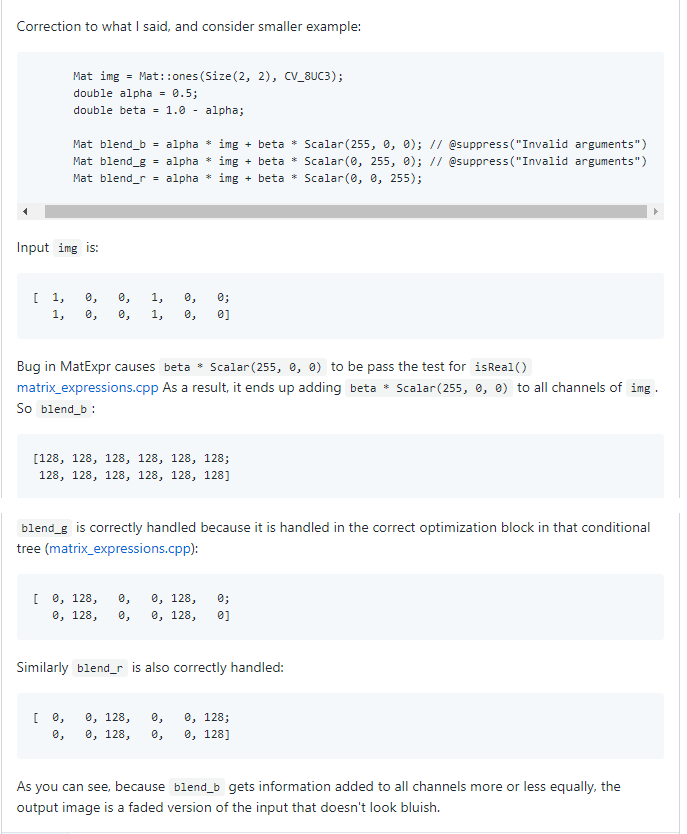 Correction to what I said, and consider smaller example:
Mat img = Mat::ones(Size(2, 2), CV_8UC3);
double alpha = 0.5;
double beta = 1.0 - alpha;
Mat blend_b = alpha * img + beta * Scalar(255, 0, 0); // @suppress("Invalid arguments")
Mat blend_g = alpha * img + beta * Scalar(0, 255, 0); // @suppress("Invalid arguments")
Mat blend_r = alpha * img + beta * Scalar(0, 0, 255);
Input img is:
[ 1, 0, 0, 1, 0, 0;
1, 0, 0, 1, 0, 0]
Bug in MatExpr causes beta * Scalar(255, 0, 0) to be pass the test for isReal()
matrix_expressions.cpp As a result, it ends up adding beta * Scalar(255, 0, 0) to all channels of img .
So blend_b :
[128, 128, 128, 128, 128, 128;
128, 128, 128, 128, 128, 128]
blend_g is correctly handled because it is handled in the correct optimization block in that conditional
tree (matrix_expressions.cpp):
[ 0, 128, 0, 0, 128, 0;
0, 128, 0, 0, 128, 0]
Similarly blend_r is also correctly handled:
[ 0, 0, 128, 0, 0, 128;
0, 0, 128, 0, 0, 128]
As you can see, because blend_b gets information added to all channels more or less equally, the
output image is a faded version of the input that doesn't look bluish.